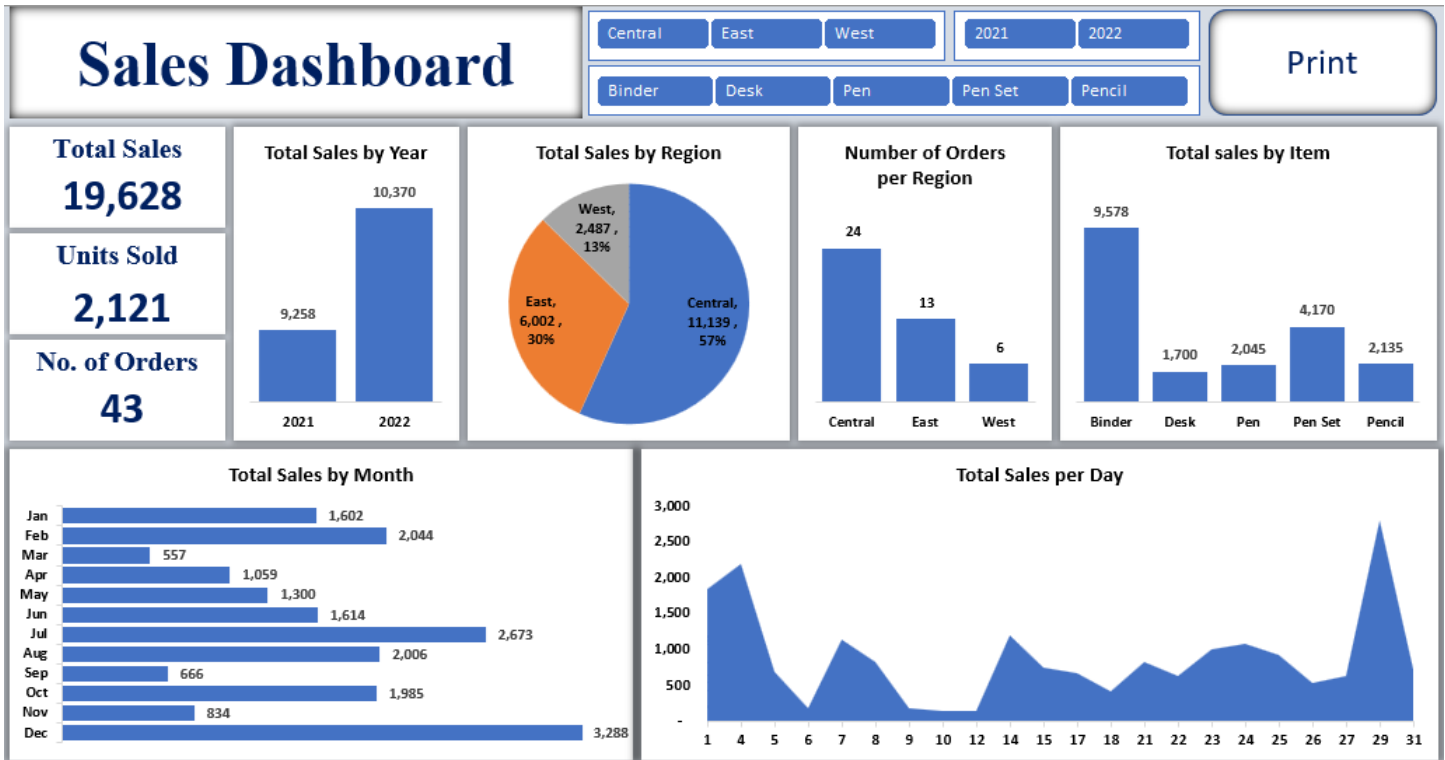 Sales Dashboard
Central East West
2021 2022
Binder Desk Pen Pen Set Pencil
Print
Total Sales
19,628
Units Sold
2,121
No. of Orders
43
Total Sales by Year
10,370
9,258
2021 2022
Total Sales by Region
West,
2,487 ,
13%
East,
6,002 ,
30%
Central,
11,139 ,
57%
Number of Orders
per Region
24
13
6
Central East West
Total sales by Item
9,578
1,700
2,045
4,170
2,135
Binder Desk Pen Pen Set Pencil
Total Sales by Month
Jan 1,602
Feb 2,044
Mar 557
Apr 1,059
May 1,300
Jun 1,614
Jul 2,673
Aug 2,006
Sep 666
Oct 1,985
Nov 834
Dec 3,288
Total Sales per Day
3,000
2,500
2,000
1,500
1,000
500
-
1 4 5 6 7 8 9 10 12 14 15 17 18 21 22 23 24 25 26 27 29 31